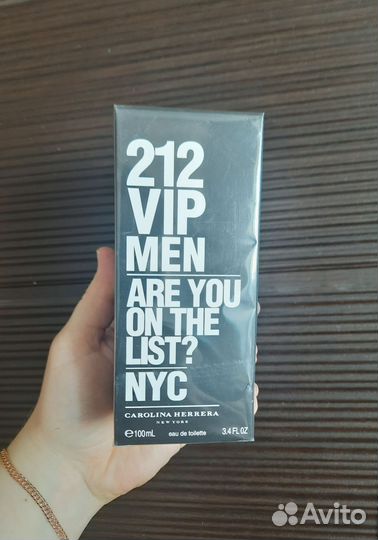 212
VIP
MEN
ARE YOU
ON THE
LIST?
NYC
CAROLINA HERRERA
NEW YORK
℮100mL eau de toilette 3.4 FL OZ
Avito